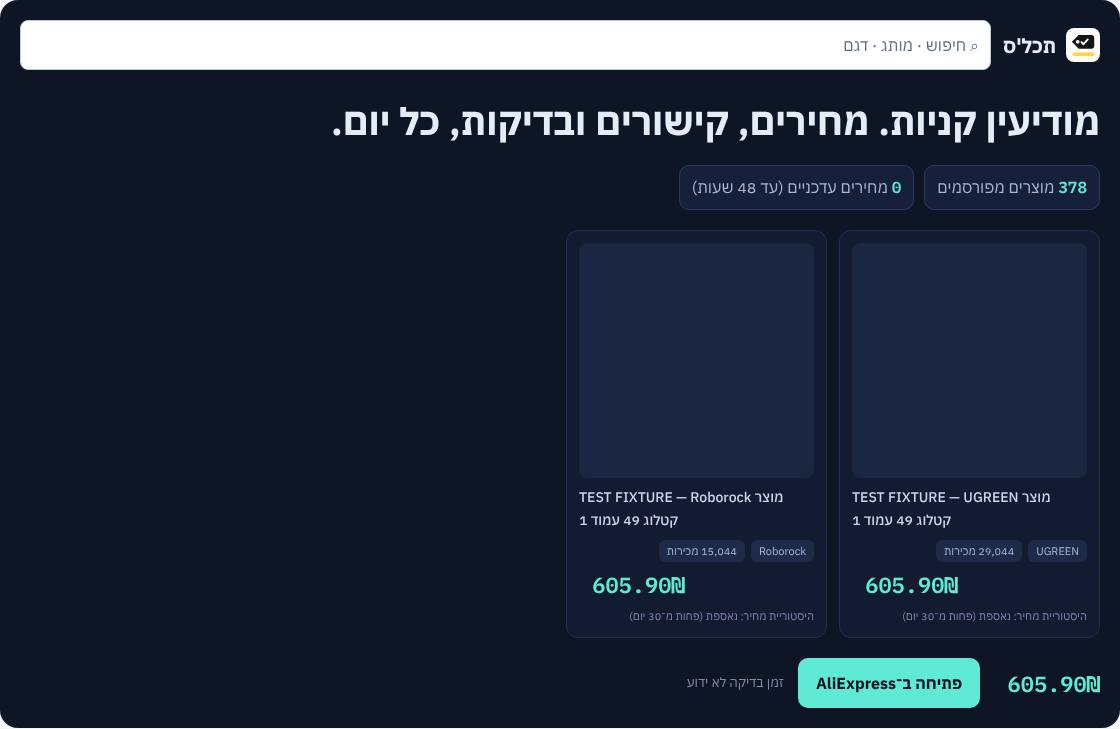 תכל'ס
⌕ חיפוש · מותג · דגם
מודיעין קניות. מחירים, קישורים ובדיקות, כל יום.
378 מוצרים מפורסמים
0 מחירים עדכניים (עד 48 שעות)
TEST FIXTURE — UGREEN מוצר
קטלוג 49 עמוד 1
UGREEN
29,044 מכירות
605.90₪
היסטוריית מחיר: נאספת (פחות מ־30 יום)
TEST FIXTURE — Roborock מוצר
קטלוג 49 עמוד 1
Roborock
15,044 מכירות
605.90₪
היסטוריית מחיר: נאספת (פחות מ־30 יום)
605.90₪
פתיחה ב־AliExpress
זמן בדיקה לא ידוע